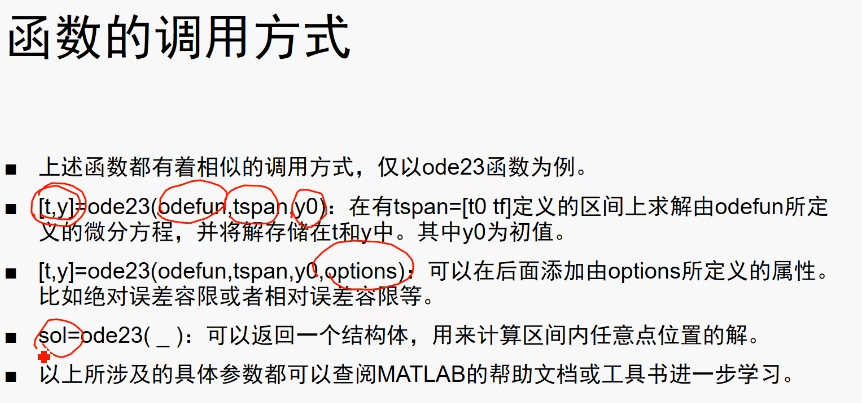 函数的调用方式
上述函数都有着相似的调用方式，仅以ode23函数为例。
[t,y]=ode23(odefun,tspan,y0)：在有tspan=[t0 tf]定义的区间上求解由odefun所定
义的微分方程，并将解存储在t和y中。其中y0为初值。
[t,y]=ode23(odefun,tspan,y0,options)：可以在后面添加由options所定义的属性。
比如绝对误差容限或者相对误差容限等。
sol=ode23( _ )：可以返回一个结构体，用来计算区间内任意点位置的解。
以上所涉及的具体参数都可以查阅MATLAB的帮助文档或工具书进一步学习。